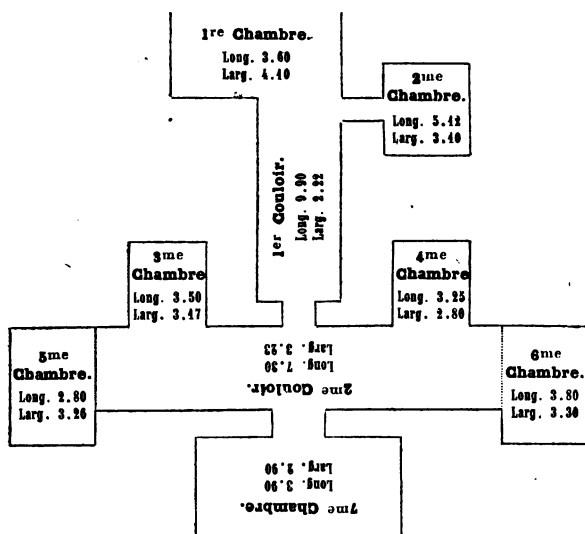 1re Chambre.
Long. 3.60
Larg. 4.40
2me
Chambre.
Long. 5.42
Larg. 3.40
1er Couloir.
Long. 9.90
Larg. 2.22
3me
Chambre
Long. 3.50
Larg. 3.47
4me
Chambre
Long. 3.25
Larg. 2.80
5me
Chambre.
Long. 2.80
Larg. 3.26
2me Couloir.
Long. 7.30
Larg. 3.23
6me
Chambre.
Long. 3.80
Larg. 3.30
7me Chambre.
Long. 3.90
Larg. 2.90